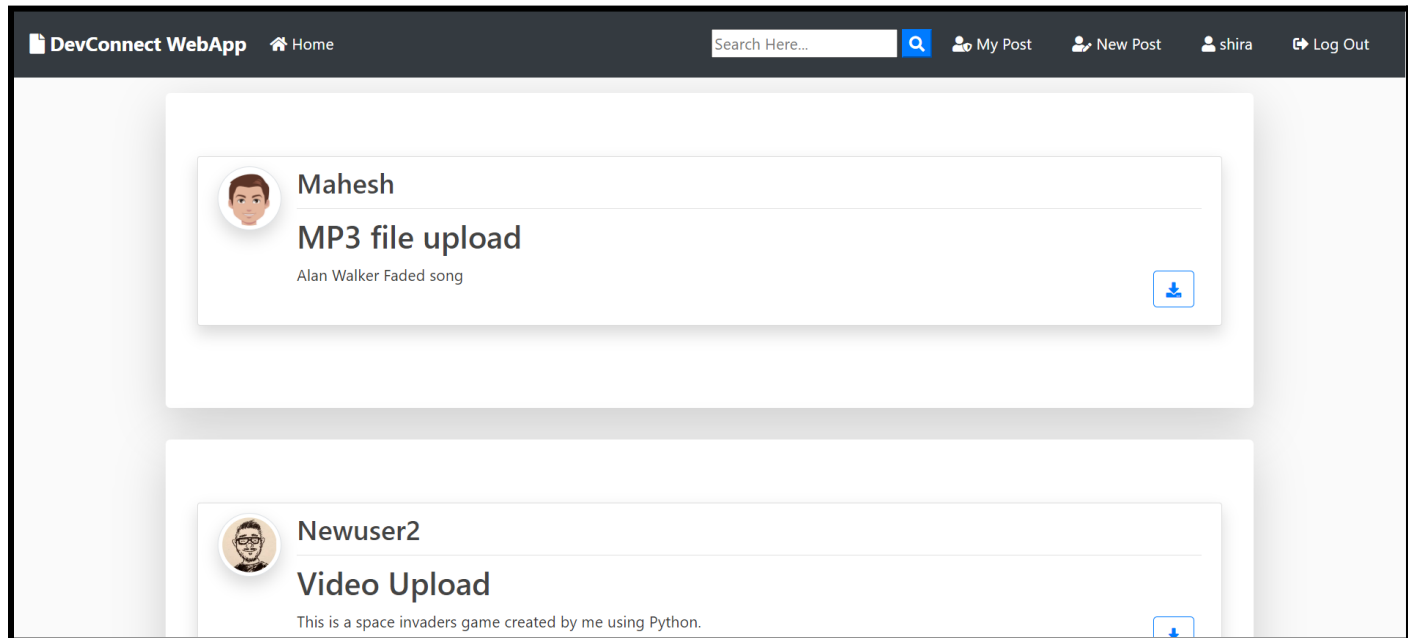 DevConnect WebApp Home Search Here... My Post New Post shira Log Out
Mahesh
MP3 file upload
Alan Walker Faded song
Newuser2
Video Upload
This is a space invaders game created by me using Python.